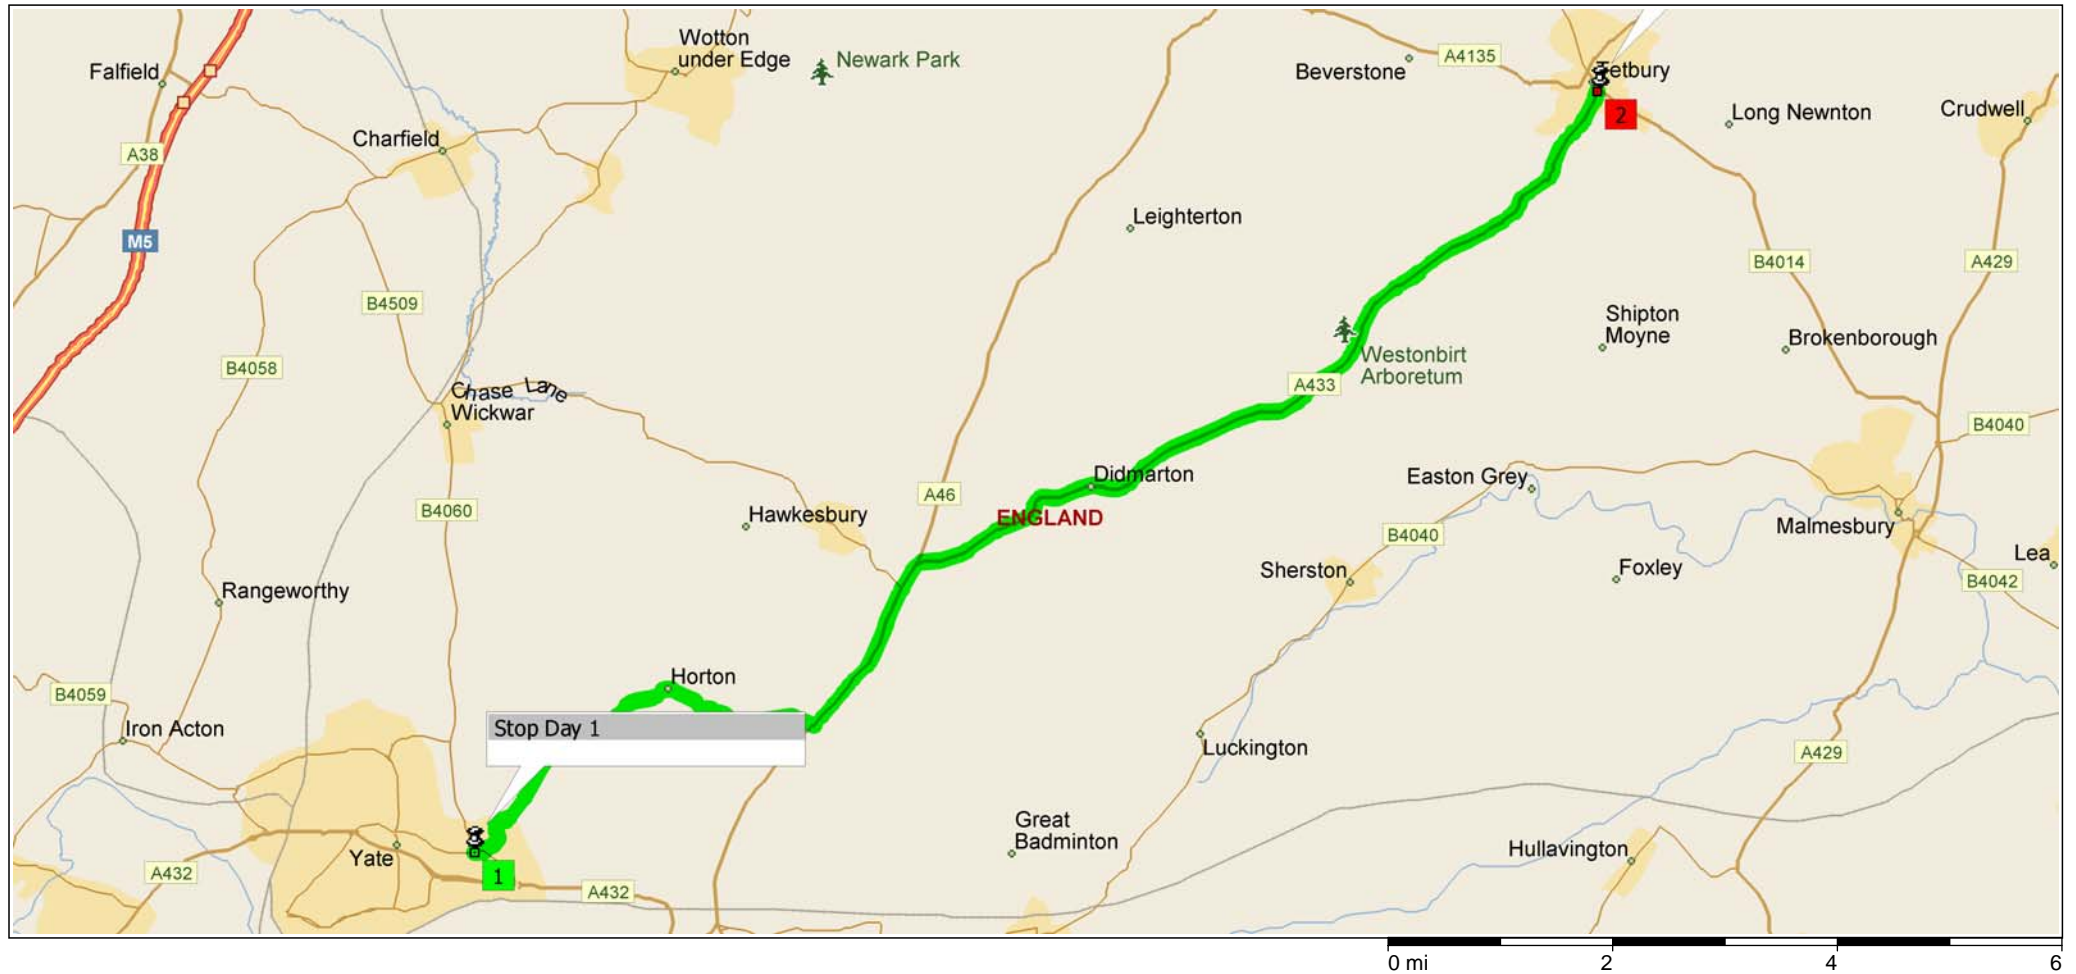 Wotton
under Edge
Newark Park
Falfield
Beverstone
A4135
Tetbury
Long Newnton
Crudwell
2
Charfield
A38
M5
Leighterton
B4014
A429
B4509
Shipton
Moyne
Brokenborough
B4058
Westonbirt
Arboretum
A433
Chase Lane
Wickwar
B4040
Didmarton
Easton Grey
A46
B4060
Hawkesbury
ENGLAND
Malmesbury
B4040
Lea
Sherston
Foxley
B4042
Rangeworthy
Horton
B4059
Iron Acton
Stop Day 1
Luckington
A429
Great
Badminton
Yate
Hullavington
A432
1
A432
0 mi 2 4 6